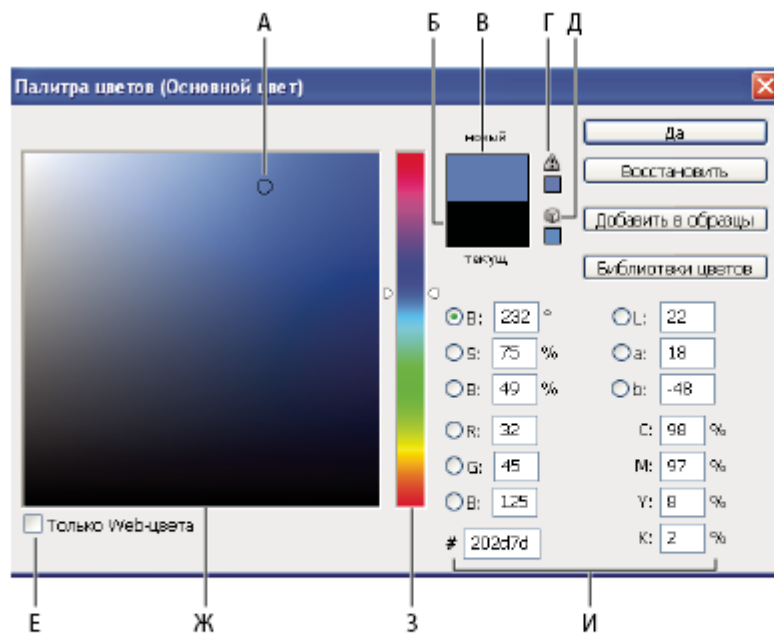 А Б В Г Д
Палитра цветов (Основной цвет)
новый
Да
Восстановить
Добавить в образцы
текущ
Библиотеки цветов
В: 232 ° L: 22
S: 75 % a: 18
B: 49 % b: -48
R: 32 C: 98 %
G: 45 M: 97 %
B: 125 Y: 8 %
Только Web-цвета
# 202d7d K: 2 %
Е Ж З И